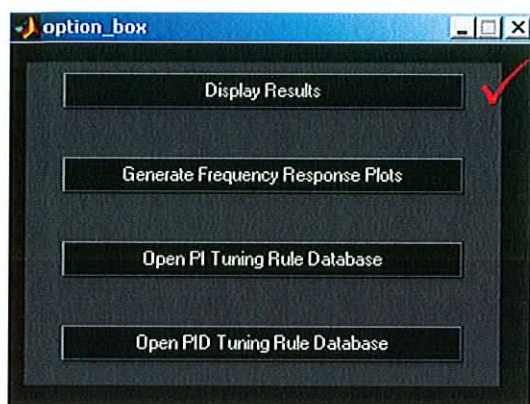 option_box
Display Results
Generate Frequency Response Plots
Open PI Tuning Rule Database
Open PID Tuning Rule Database